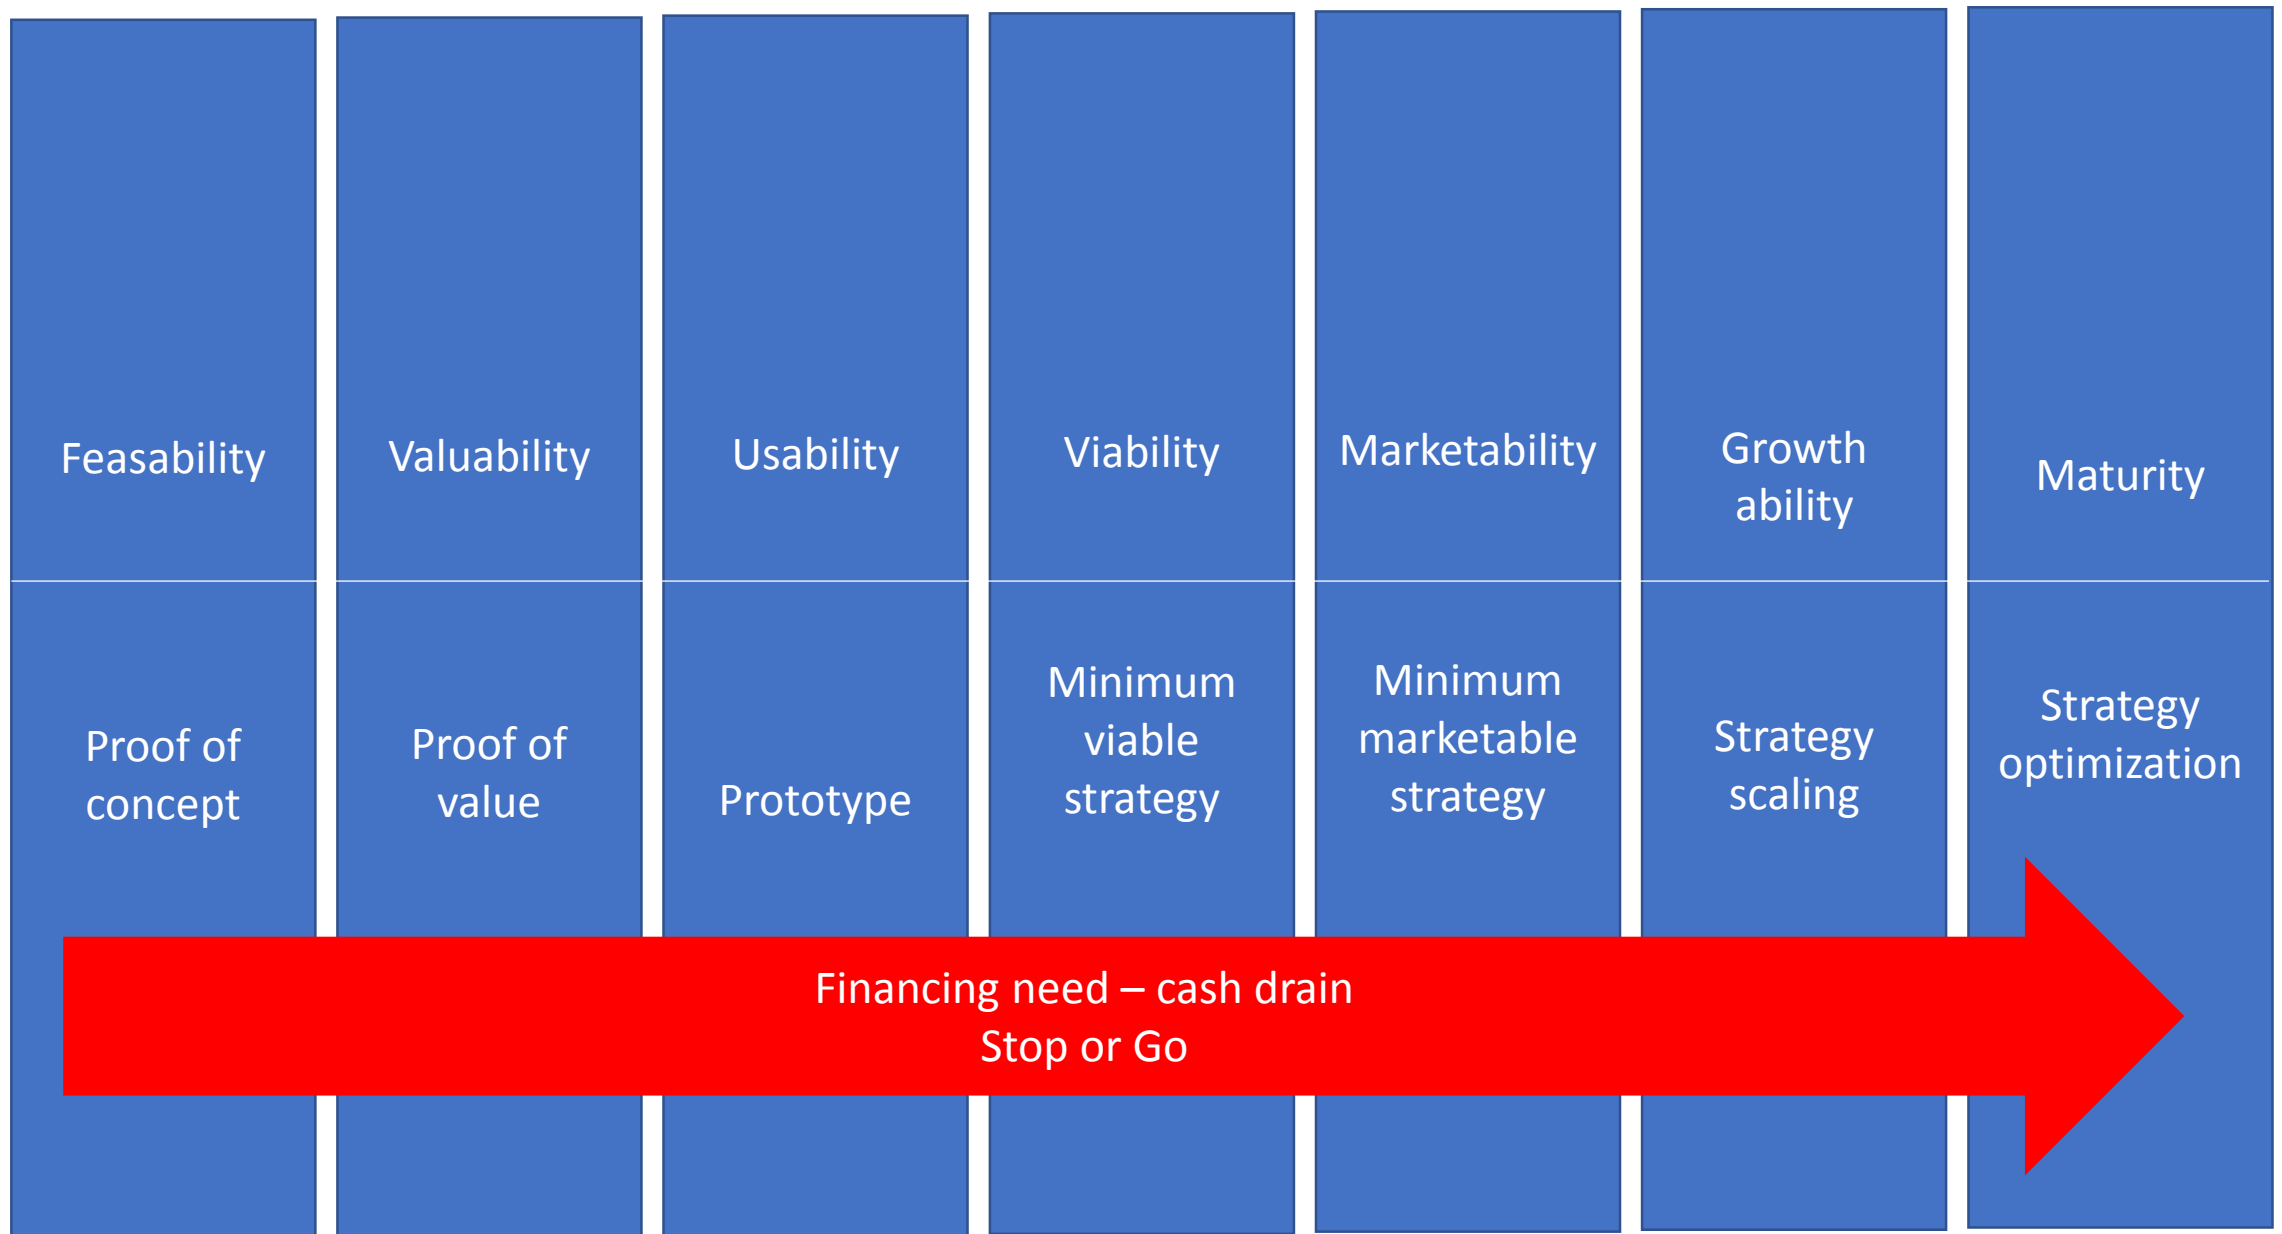 Feasability
Valuability
Usability
Viability
Marketability
Growth
ability
Maturity
Proof of
concept
Proof of
value
Prototype
Minimum
viable
strategy
Minimum
marketable
strategy
Strategy
scaling
Strategy
optimization
Financing need – cash drain
Stop or Go